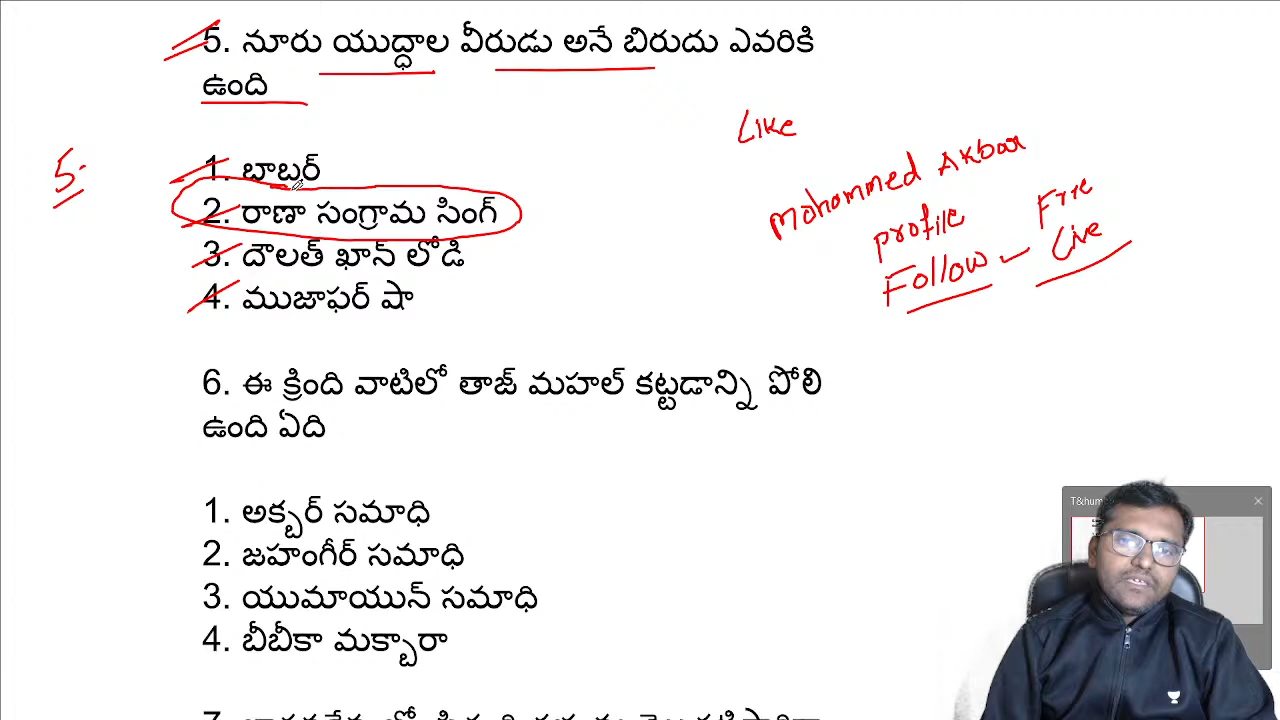 5. నూరు యుద్ధాల వీరుడు అనే బిరుదు ఎవరికి
ఉంది
Like
5.
1. బాబర్
2. రాణా సంగ్రామ సింగ్
3. దౌలత్ ఖాన్ లోడి
4. ముజాఫర్ షా
Mohammed Akbar
profile
Free
Follow - Live
6. ఈ క్రింది వాటిలో తాజ్ మహల్ కట్టడాన్ని పోలి
ఉంది ఏది
1. అక్బర్ సమాధి
2. జహంగీర్ సమాధి
3. యుమాయున్ సమాధి
4. బీబీకా మక్బారా
7.